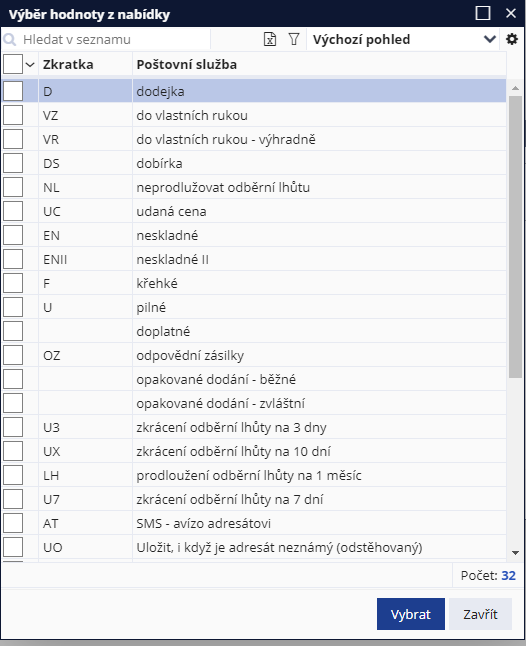 Výběr hodnoty z nabídky
Hledat v seznamu
Výchozí pohled
Zkratka Poštovní služba
D dodejka
VZ do vlastních rukou
VR do vlastních rukou - výhradně
DS dobírka
NL neprodlužovat odběrní lhůtu
UC udaná cena
EN neskladné
ENII neskladné II
F křehké
U pilné
doplatné
OZ odpovědní zásilky
opakované dodání - běžné
opakované dodání - zvláštní
U3 zkrácení odběrní lhůty na 3 dny
UX zkrácení odběrní lhůty na 10 dní
LH prodloužení odběrní lhůty na 1 měsíc
U7 zkrácení odběrní lhůty na 7 dní
AT SMS - avízo adresátovi
UO Uložit, i když je adresát neznámý (odstěhovaný)
Počet: 32
Vybrat Zavřít